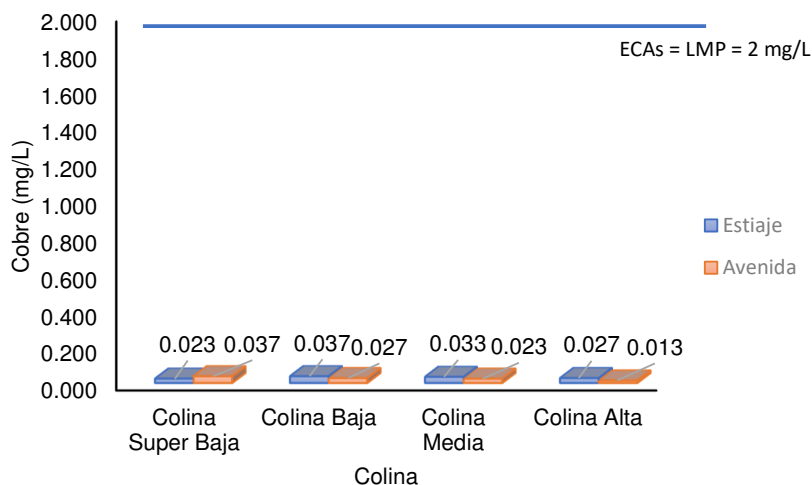 2.000
1.800
1.600
1.400
1.200
1.000
0.800
0.600
0.400
0.200
0.000
Cobre (mg/L)
ECAs = LMP = 2 mg/L
Estiaje
Avenida
0.023 0.037 0.037 0.027 0.033 0.023 0.027 0.013
Colina
Super Baja
Colina Baja
Colina
Media
Colina Alta
Colina